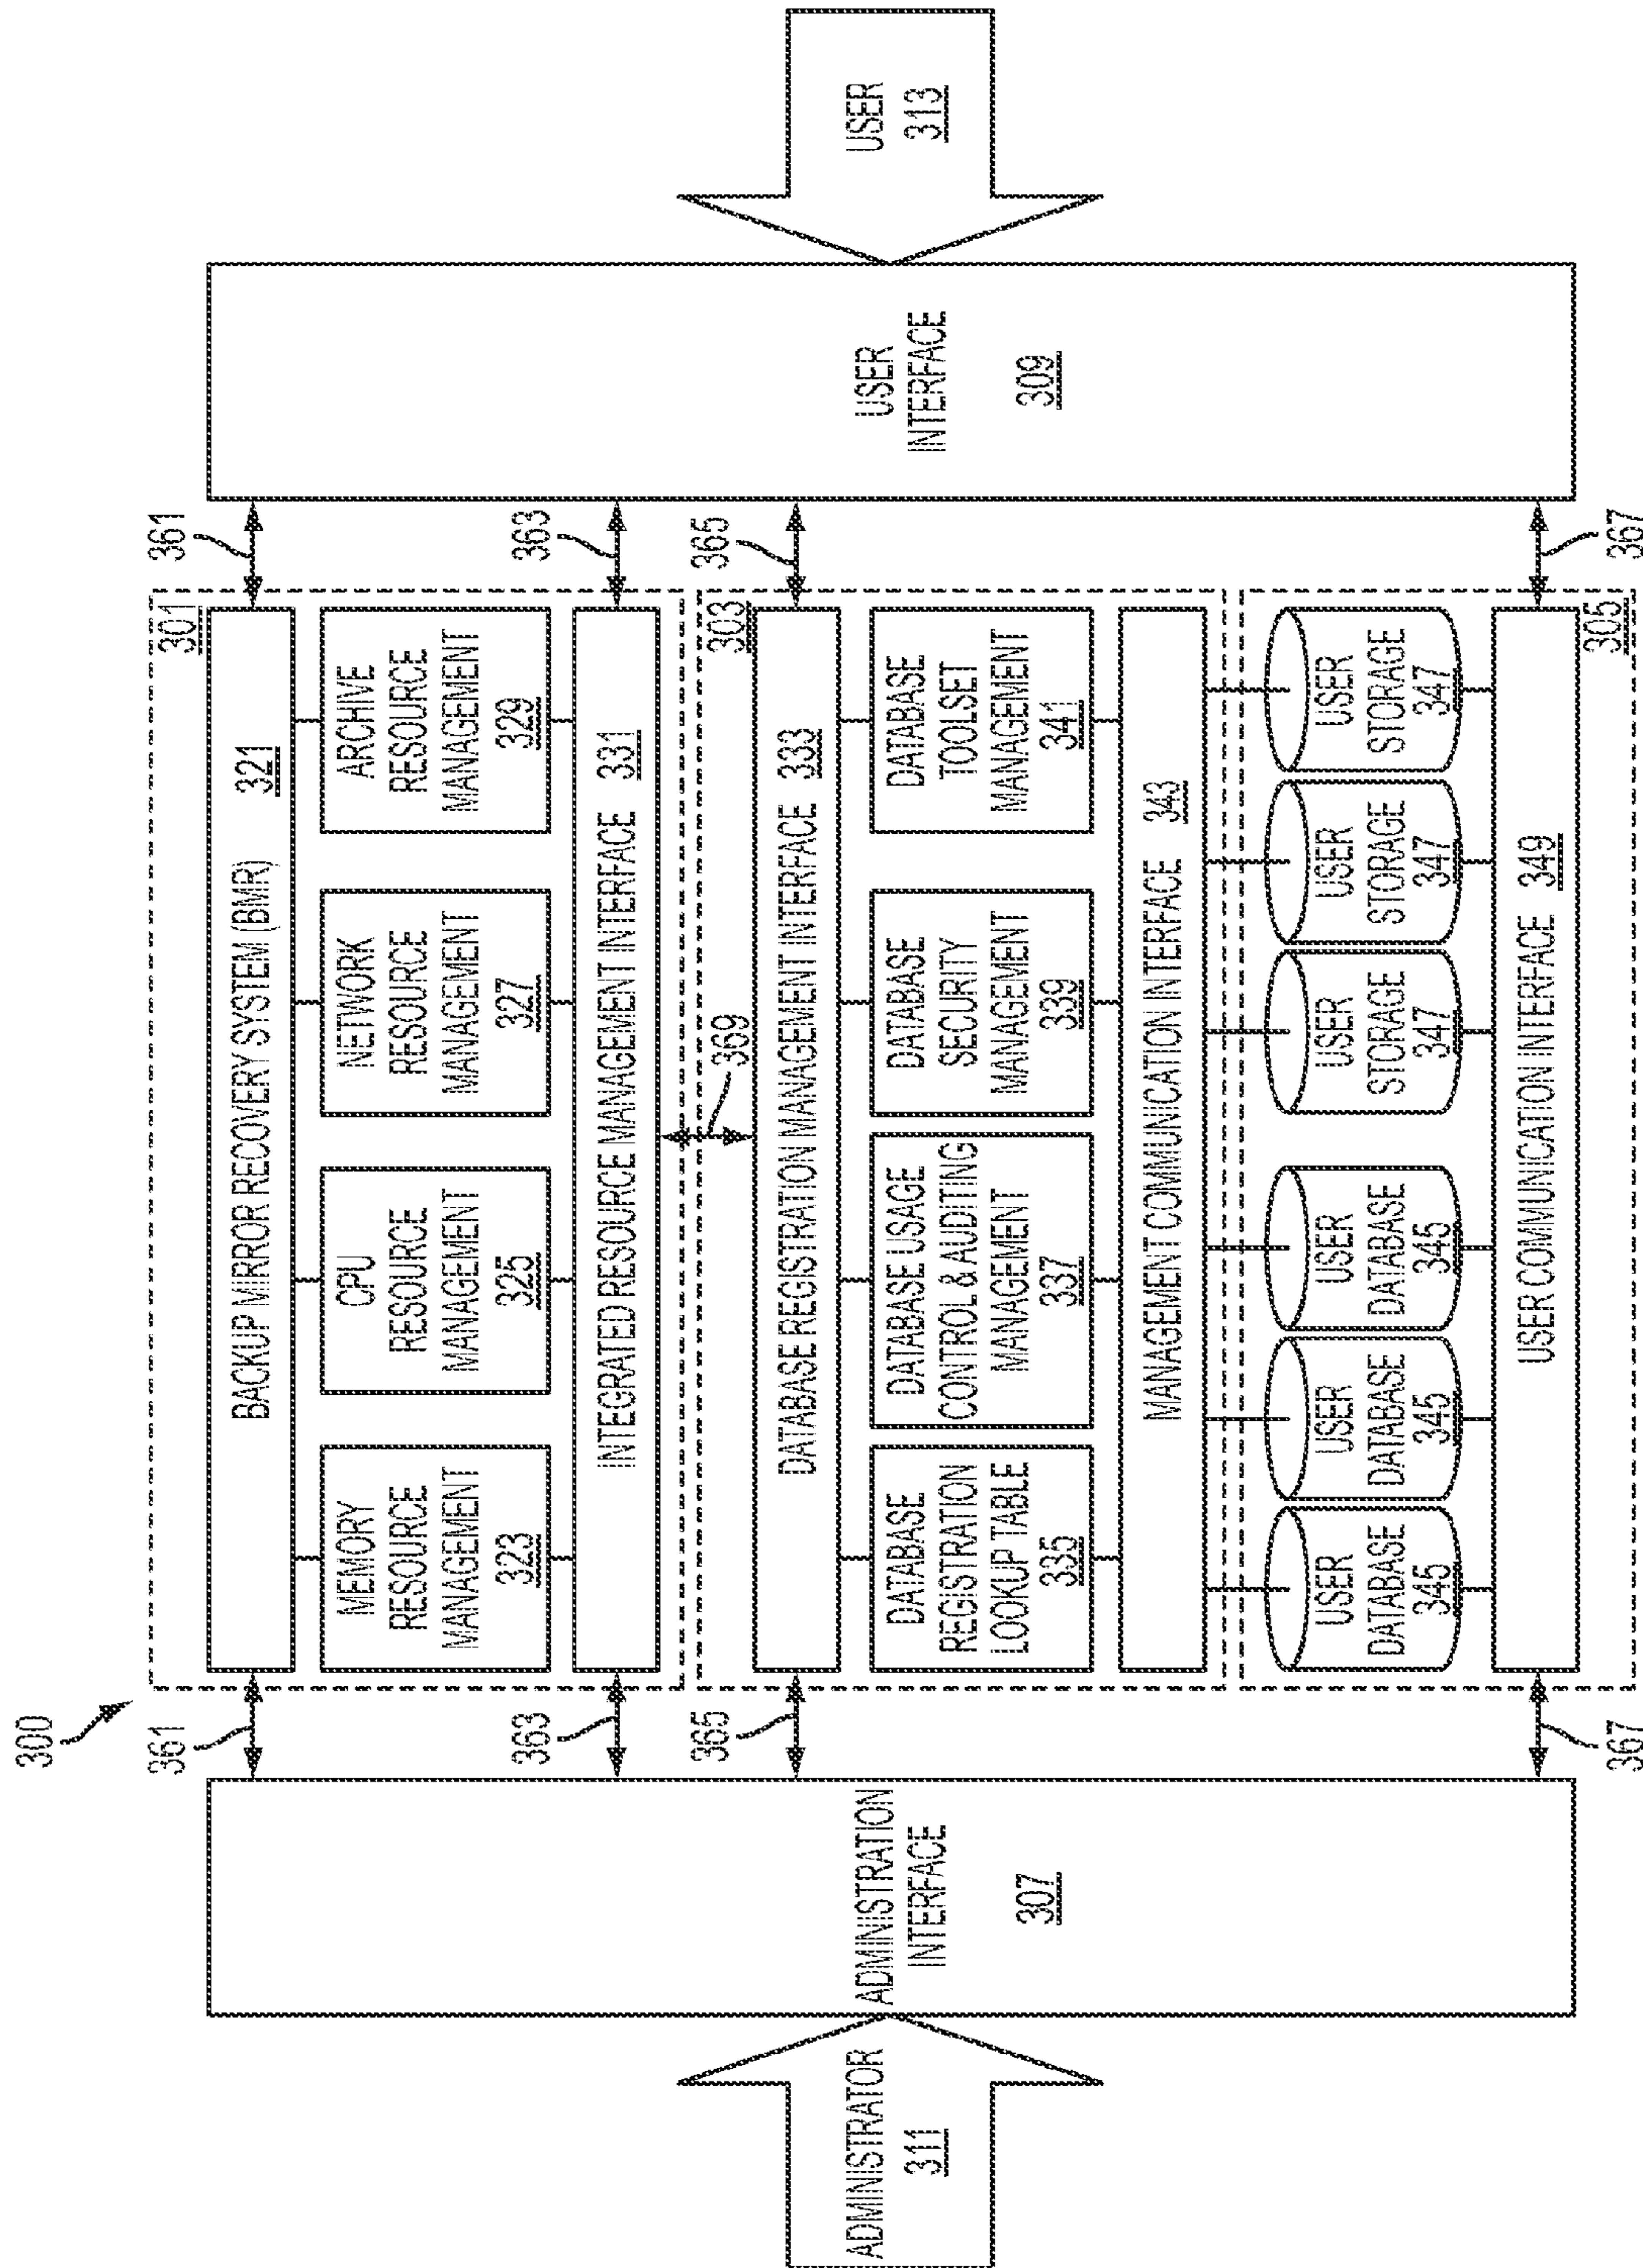 300
361
363
365
367
361
363
365
367
ADMINISTRATOR
311
ADMINISTRATION
INTERFACE
307
301
BACKUP MIRROR RECOVERY SYSTEM (BMR) 321
MEMORY
RESOURCE
MANAGEMENT
323
CPU
RESOURCE
MANAGEMENT
325
NETWORK
RESOURCE
MANAGEMENT
327
ARCHIVE
RESOURCE
MANAGEMENT
329
INTEGRATED RESOURCE MANAGEMENT INTERFACE 331
369
303
DATABASE REGISTRATION MANAGEMENT INTERFACE 333
DATABASE
REGISTRATION
LOOKUP TABLE
335
DATABASE USAGE
CONTROL & AUDITING
MANAGEMENT
337
DATABASE
SECURITY
MANAGEMENT
339
DATABASE
TOOLSET
MANAGEMENT
341
MANAGEMENT COMMUNICATION INTERFACE 343
USER
DATABASE
345
USER
DATABASE
345
USER
DATABASE
345
USER
STORAGE
347
USER
STORAGE
347
USER
STORAGE
347
USER COMMUNICATION INTERFACE 349
305
USER
INTERFACE
309
USER
313